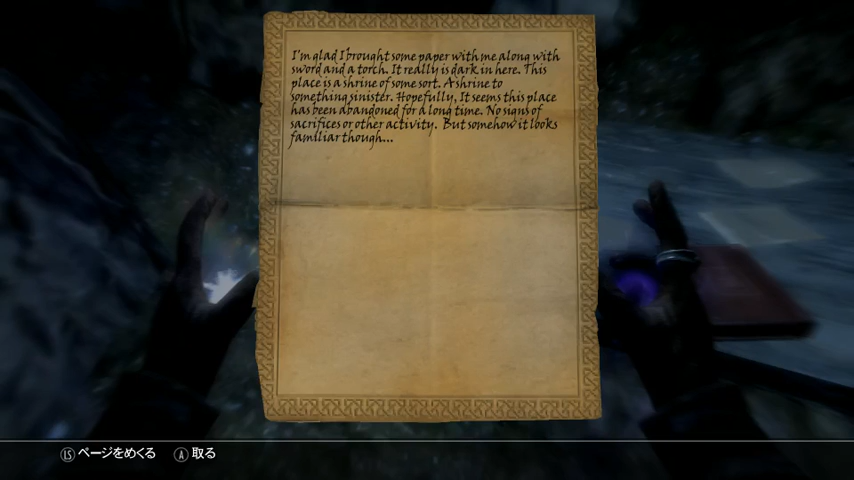 I'm glad I brought some paper with me along with
sword and a torch. It really is dark in here. This
place is a shrine of some sort. A shrine to
something sinister. Hopefully, It seems this place
has been abandoned for a long time. No signs of
sacrifices or other activity. But somehow it looks
familiar though...
LS ページをめくる A 取る